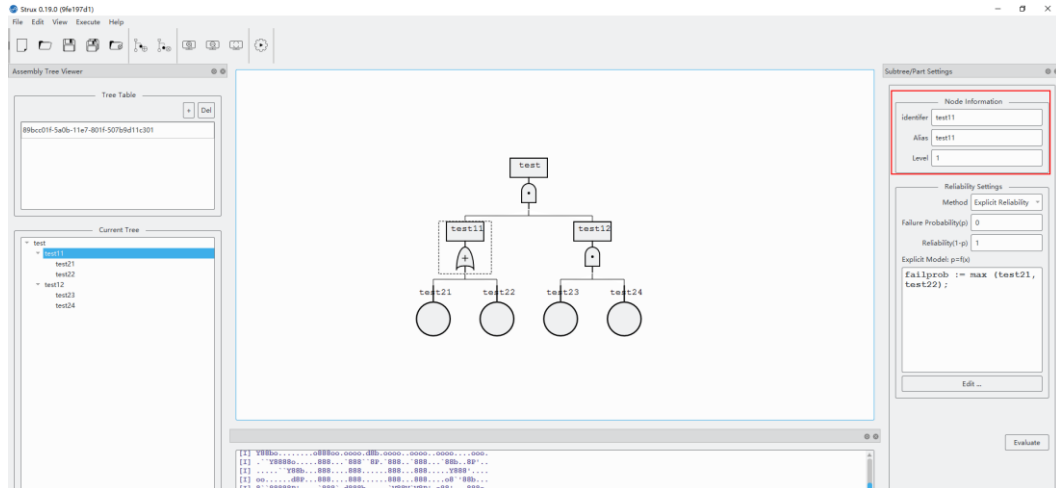 Strux 0.19.0 (9fe197d1)
File Edit View Execute Help
Assembly Tree Viewer
Tree Table
+ Del
89bcc01f-5a0b-11e7-801f-507b9d11c301
Current Tree
test
test11
test21
test22
test12
test23
test24
test
test11 test12
+
test21 test22 test23 test24
Subtree/Part Settings
Node Information
identifer test11
Alias test11
Level 1
Reliability Settings
Method Explicit Reliability
Failure Probability(p) 0
Reliability(1-p) 1
Explicit Model: p=f(x)
failprob := max (test21,
test22);
Edit ...
Evaluate